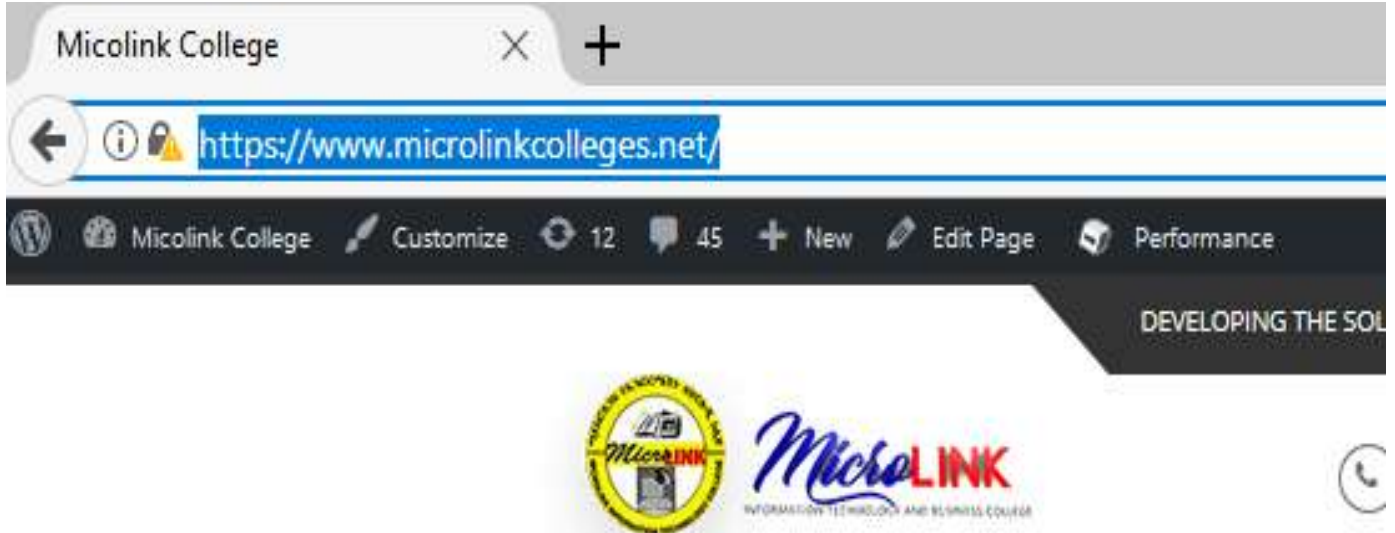 Micolink College
https://www.microlinkcolleges.net/
Micolink College Customize 12 45 New Edit Page Performance
DEVELOPING THE SOL
MicroLINK
MicroLINK
INFORMATION TECHNOLOGY AND BUSINESS COLLEGE